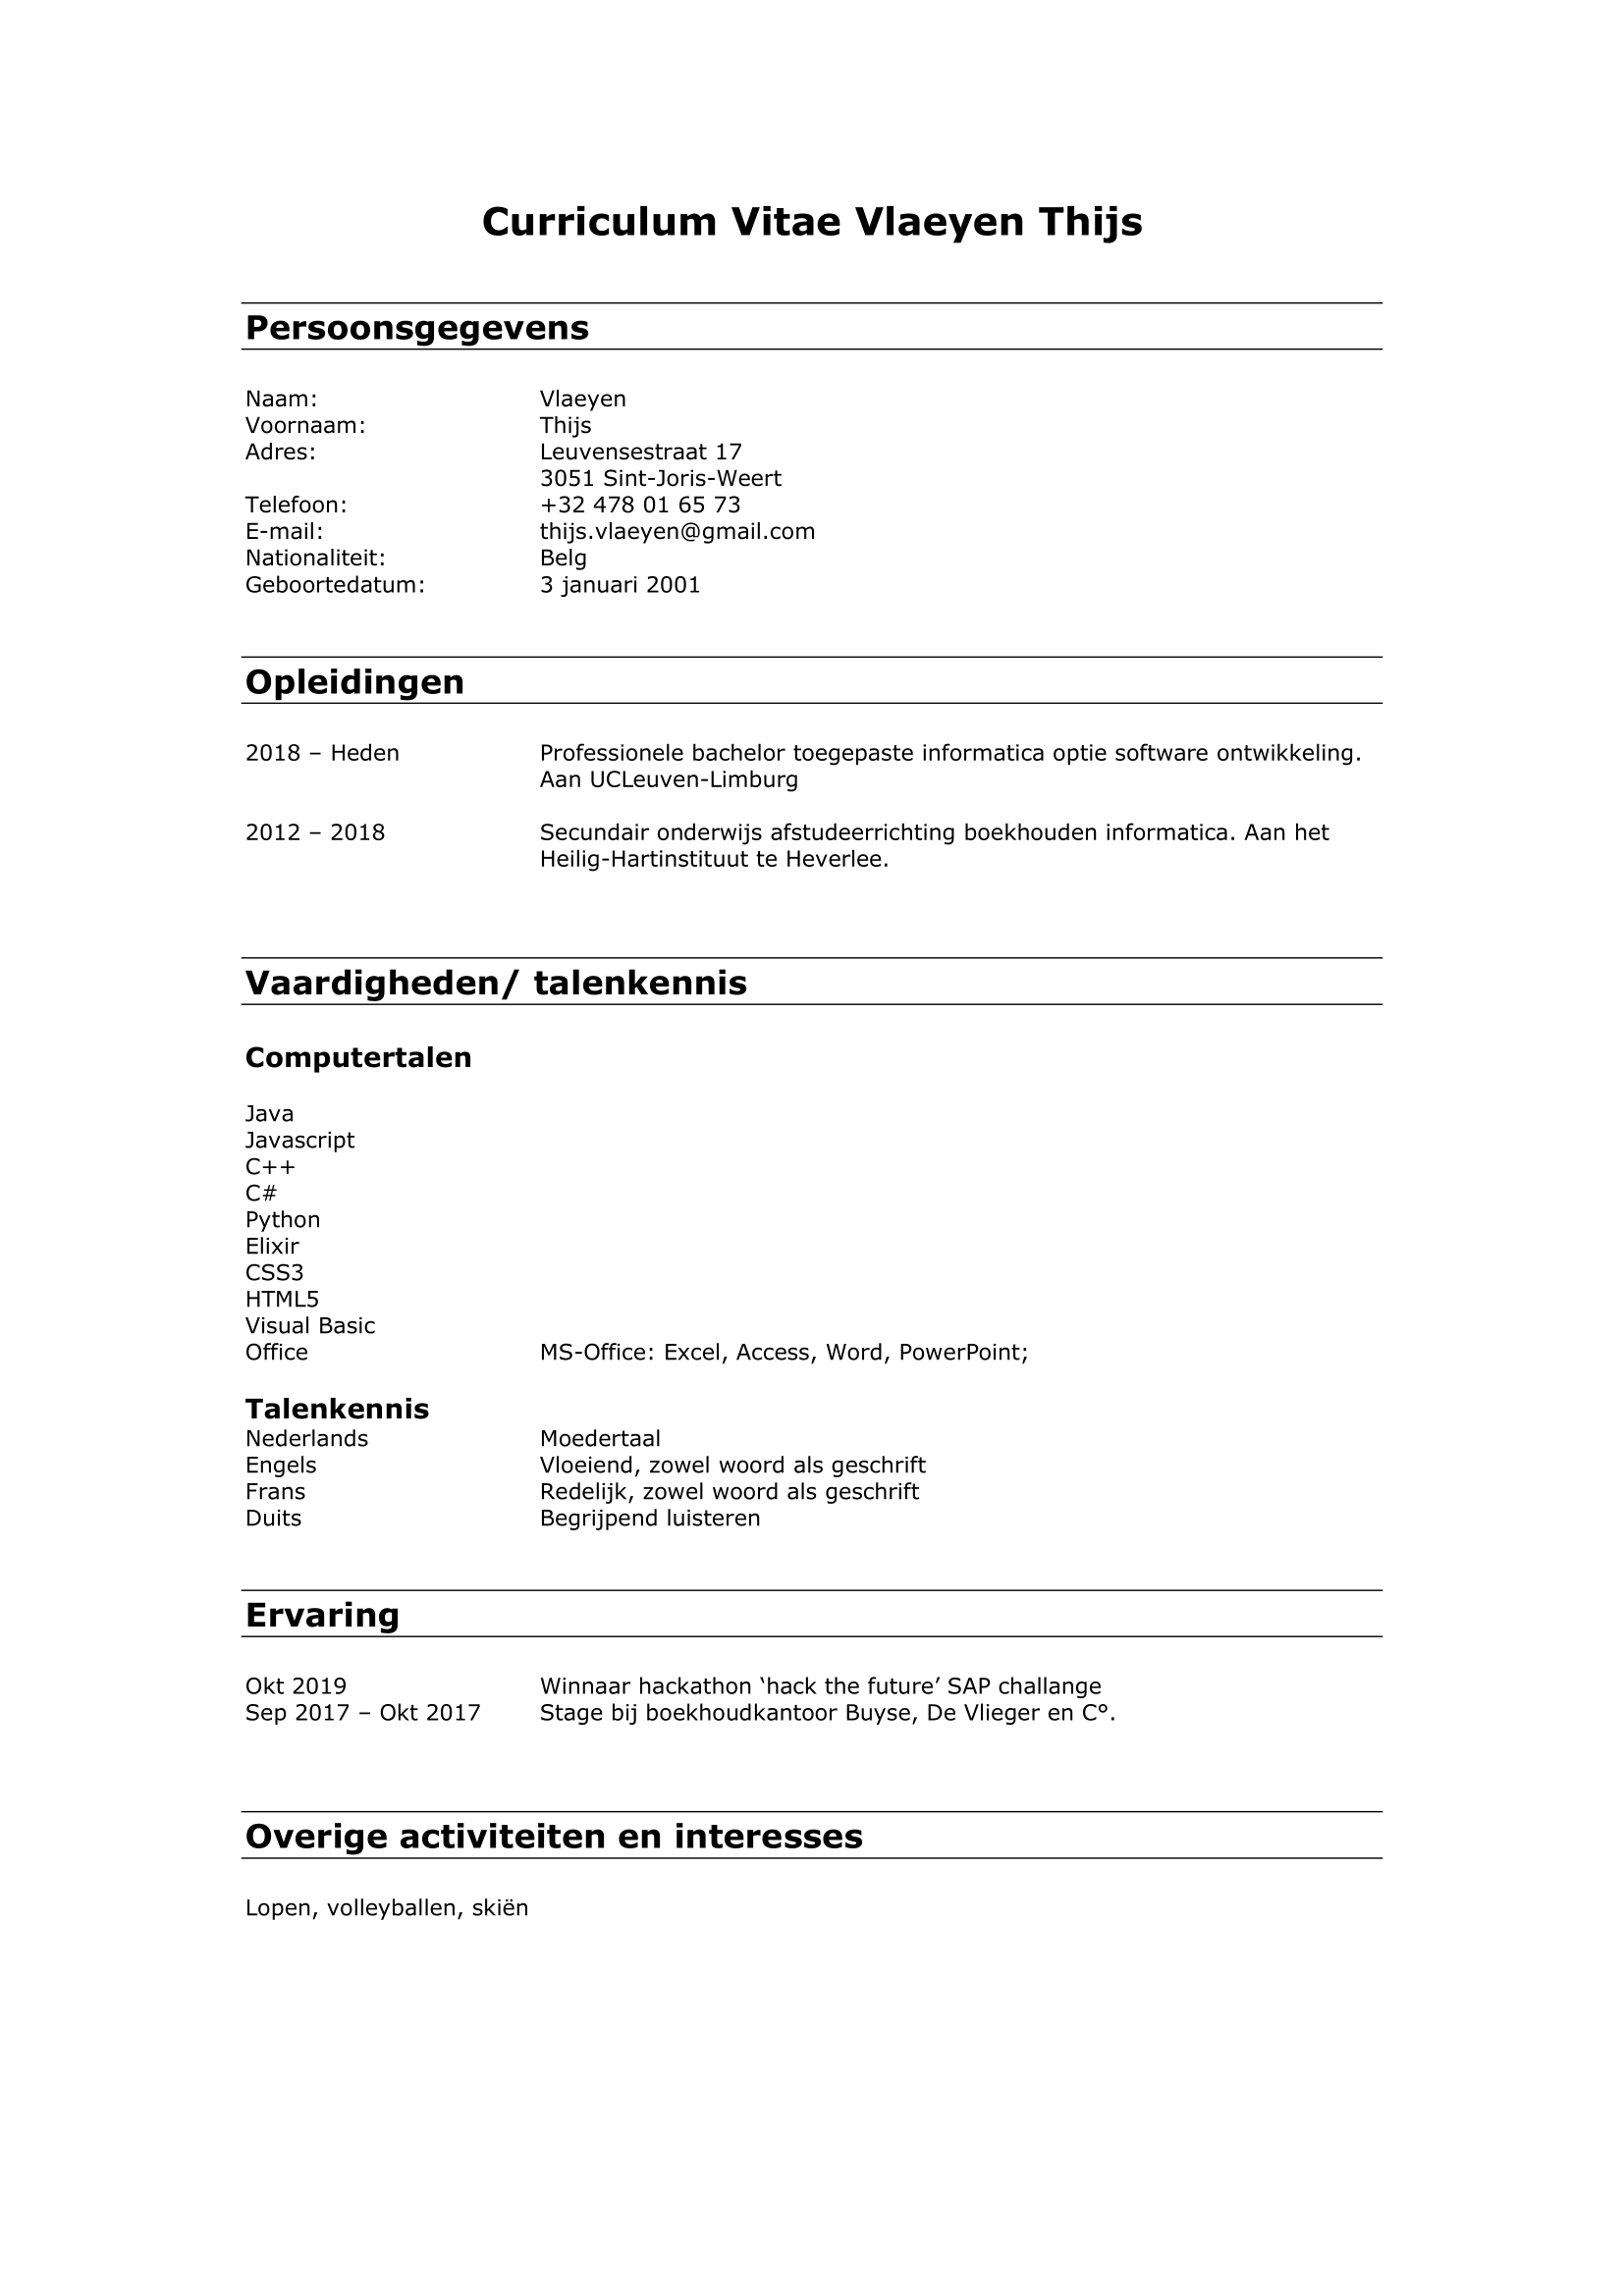 Curriculum Vitae Vlaeyen Thijs
Persoonsgegevens
Naam: Vlaeyen
Voornaam: Thijs
Adres: Leuvensestraat 17
3051 Sint-Joris-Weert
Telefoon: +32 478 01 65 73
E-mail: thijs.vlaeyen@gmail.com
Nationaliteit: Belg
Geboortedatum: 3 januari 2001
Opleidingen
2018 – Heden Professionele bachelor toegepaste informatica optie software ontwikkeling.
Aan UCLeuven-Limburg
2012 – 2018 Secundair onderwijs afstudeerrichting boekhouden informatica. Aan het
Heilig-Hartinstituut te Heverlee.
Vaardigheden/ talenkennis
Computertalen
Java
Javascript
C++
C#
Python
Elixir
CSS3
HTML5
Visual Basic
Office MS-Office: Excel, Access, Word, PowerPoint;
Talenkennis
Nederlands Moedertaal
Engels Vloeiend, zowel woord als geschrift
Frans Redelijk, zowel woord als geschrift
Duits Begrijpend luisteren
Ervaring
Okt 2019 Winnaar hackathon ‘hack the future’ SAP challange
Sep 2017 – Okt 2017 Stage bij boekhoudkantoor Buyse, De Vlieger en C°.
Overige activiteiten en interesses
Lopen, volleyballen, skiën